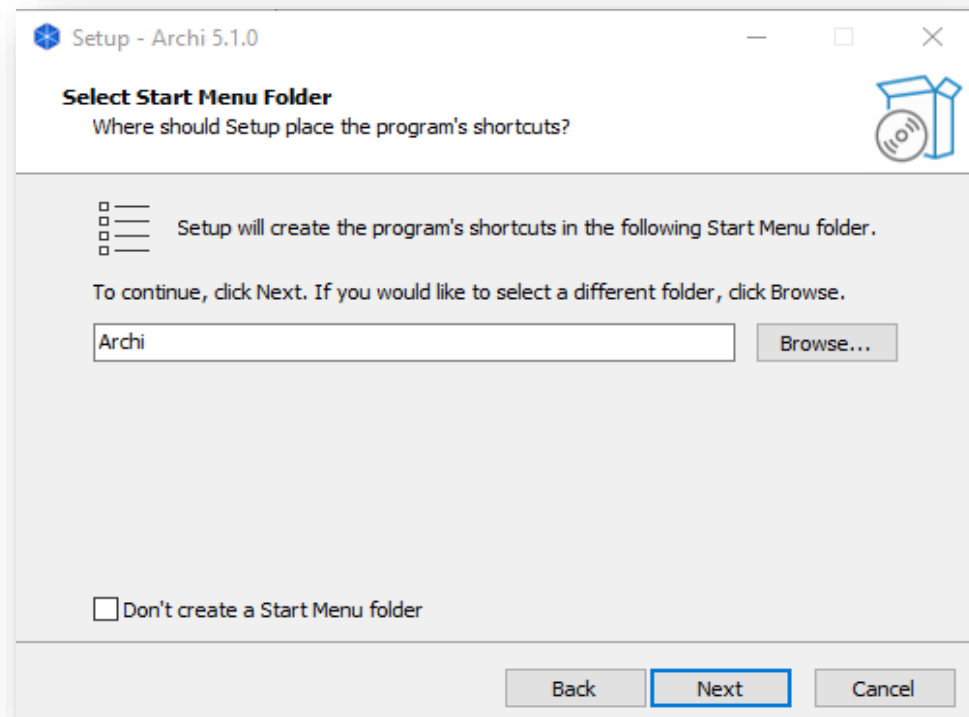 Setup - Archi 5.1.0
Select Start Menu Folder
Where should Setup place the program's shortcuts?
Setup will create the program's shortcuts in the following Start Menu folder.
To continue, click Next. If you would like to select a different folder, click Browse.
Archi
Browse...
Don't create a Start Menu folder
Back
Next
Cancel